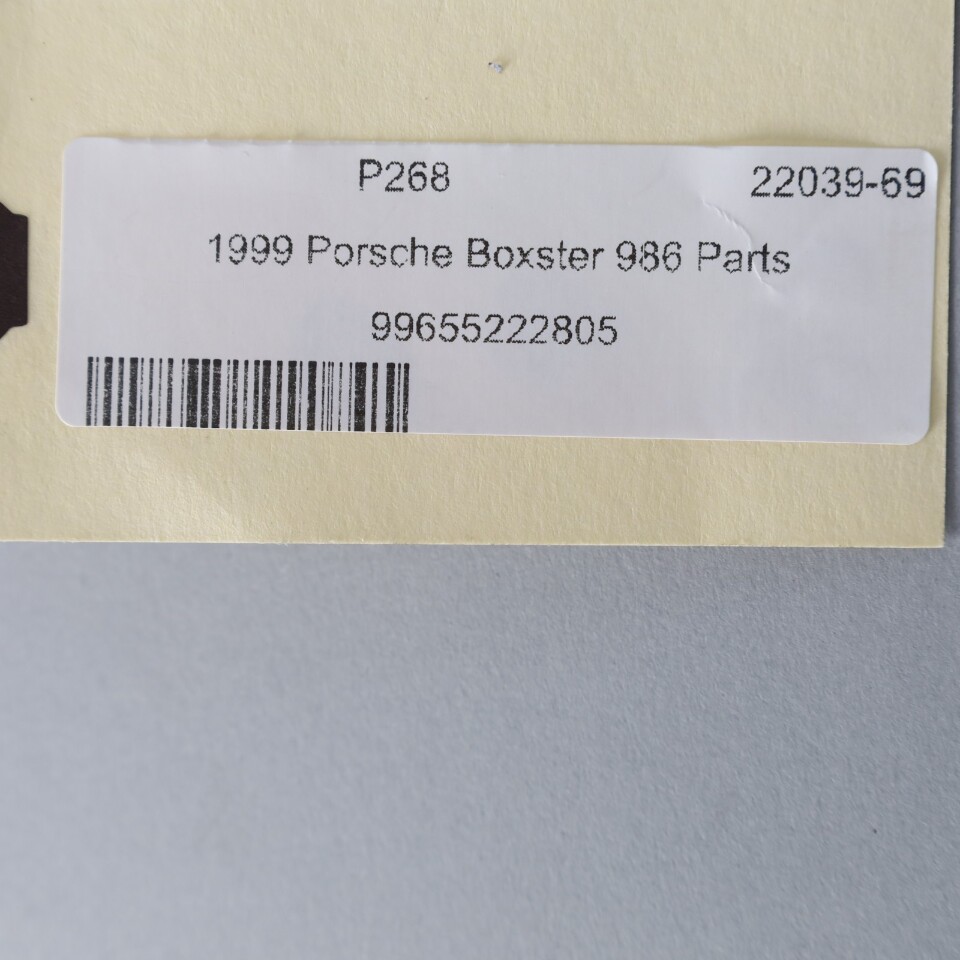 P268 22039-69
1999 Porsche Boxster 986 Parts
99655222805